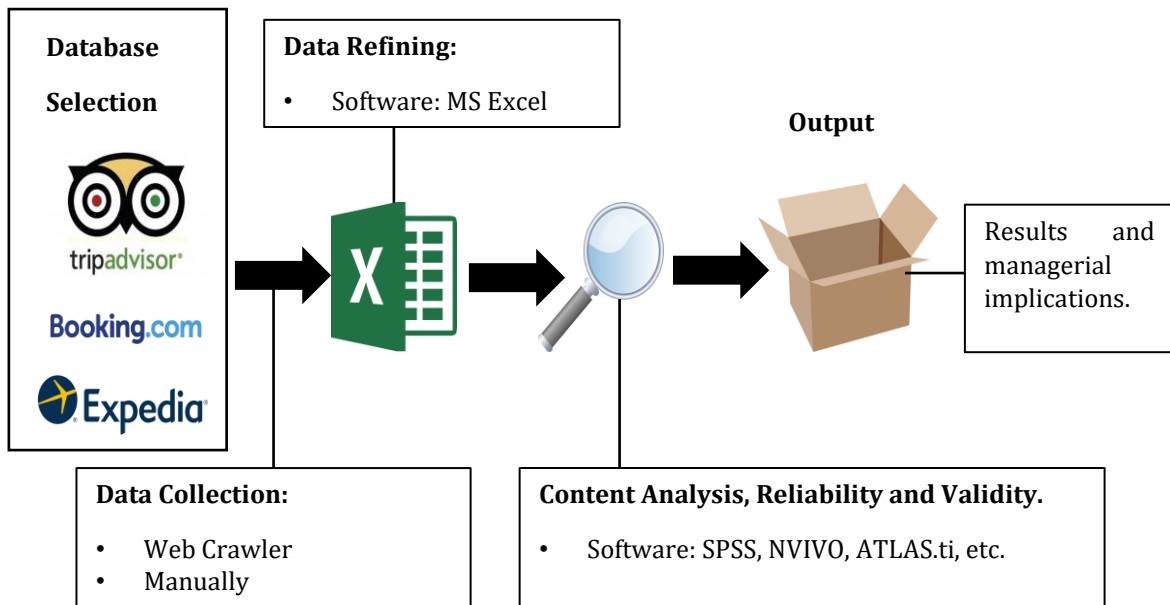 Database
Selection
tripadvisor®
Booking.com
Expedia®
Data Refining:
• Software: MS Excel
X
Output
Results and
managerial
implications.
Data Collection:
• Web Crawler
• Manually
Content Analysis, Reliability and Validity.
• Software: SPSS, NVIVO, ATLAS.ti, etc.